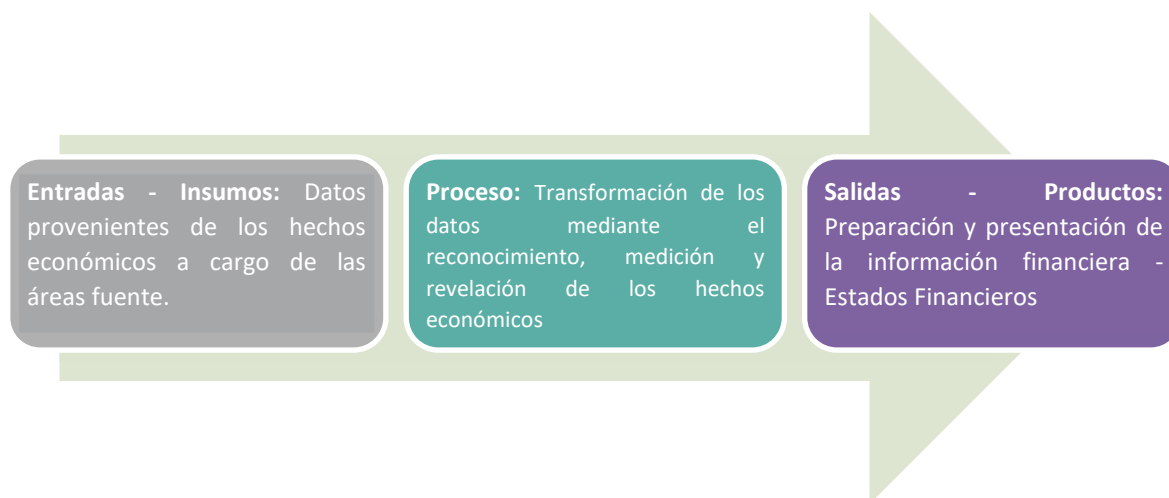 Entradas - Insumos: Datos
provenientes de los hechos
económicos a cargo de las
áreas fuente.
Proceso: Transformación de los
datos mediante el
reconocimiento, medición y
revelación de los hechos
económicos
Salidas - Productos:
Preparación y presentación de
la información financiera -
Estados Financieros